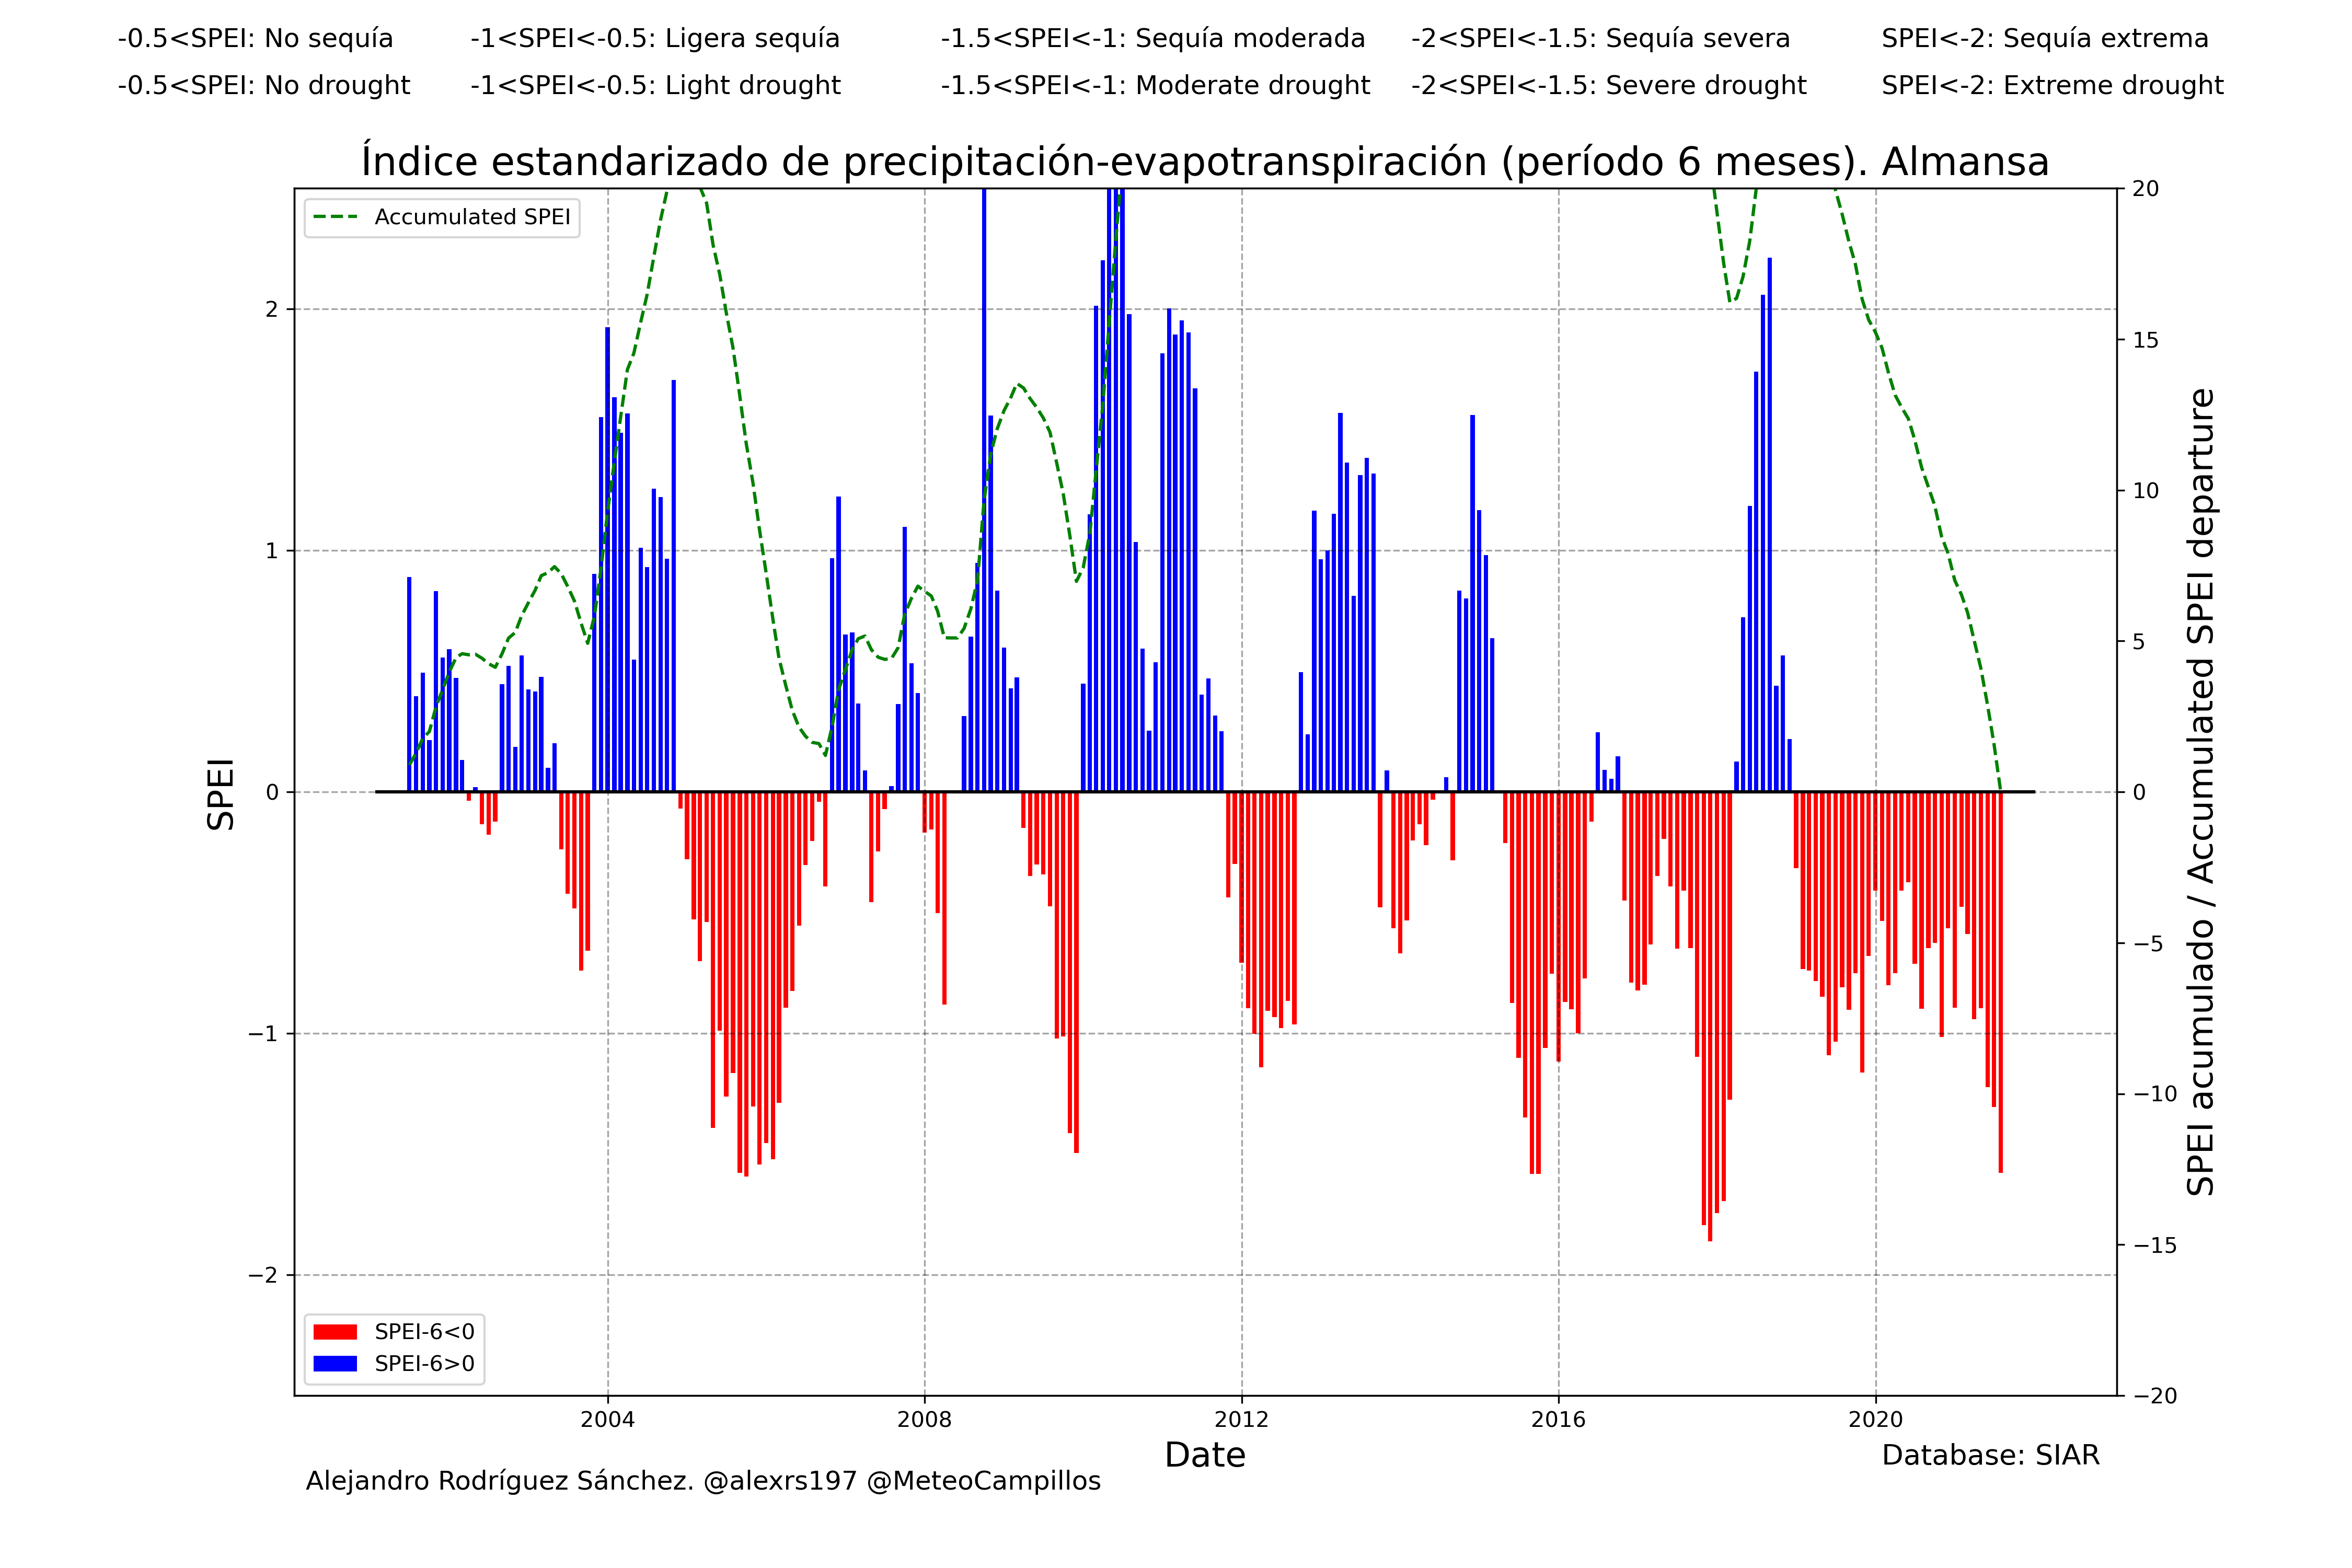 -0.5<SPEI: No sequía -1<SPEI<-0.5: Ligera sequía -1.5<SPEI<-1: Sequía moderada -2<SPEI<-1.5: Sequía severa SPEI<-2: Sequía extrema
-0.5<SPEI: No drought -1<SPEI<-0.5: Light drought -1.5<SPEI<-1: Moderate drought -2<SPEI<-1.5: Severe drought SPEI<-2: Extreme drought
Índice estandarizado de precipitación-evapotranspiración (período 6 meses). Almansa
Accumulated SPEI
2
1
0
−1
−2
SPEI
20
15
10
5
0
−5
−10
−15
−20
SPEI acumulado / Accumulated SPEI departure
SPEI-6<0
SPEI-6>0
2004 2008 2012 2016 2020
Date
Database: SIAR
Alejandro Rodríguez Sánchez. @alexrs197 @MeteoCampillos